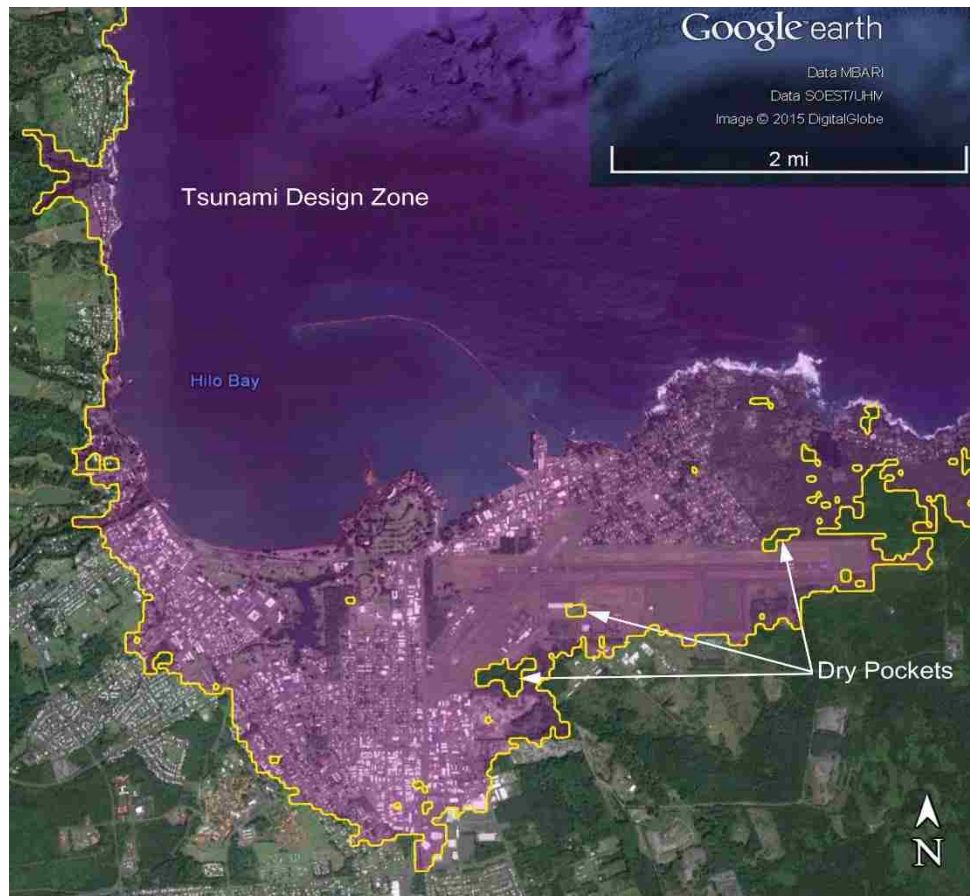 Google earth
Data MBARI
Data SOEST/UHM
Image © 2015 DigitalGlobe
2 mi
Tsunami Design Zone
Hilo Bay
Dry Pockets
N